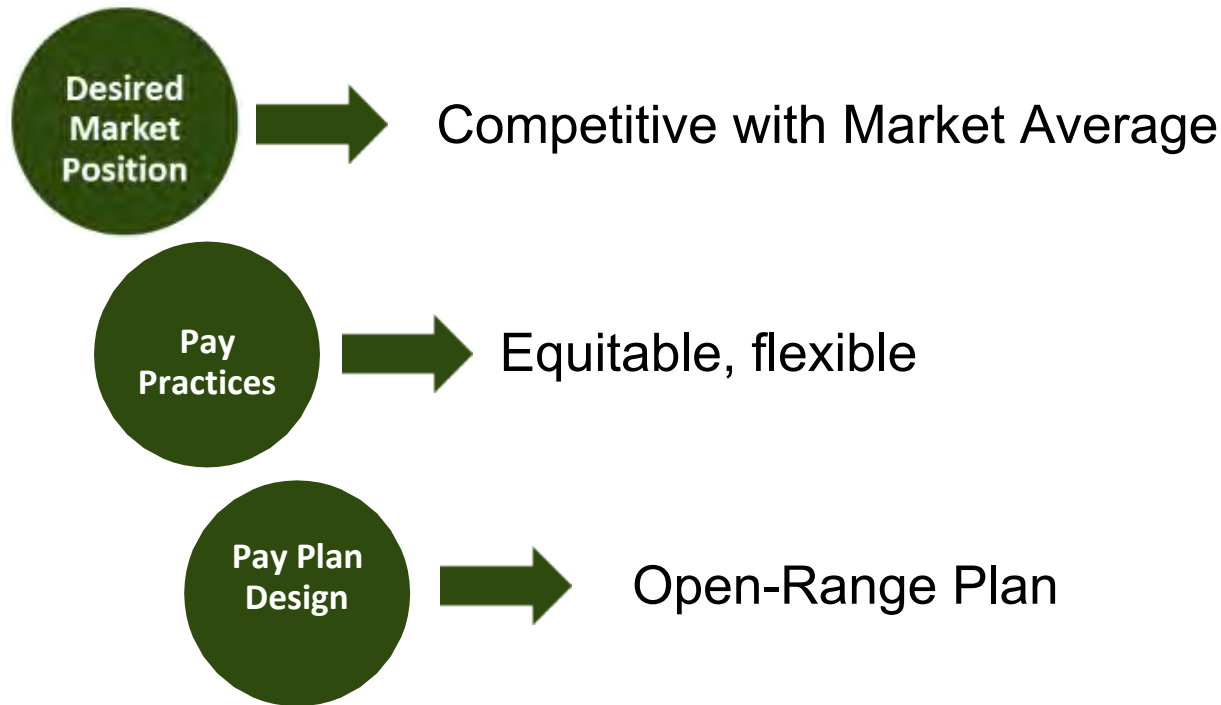 Desired
Market
Position
Competitive with Market Average
Pay
Practices
Equitable, flexible
Pay Plan
Design
Open-Range Plan